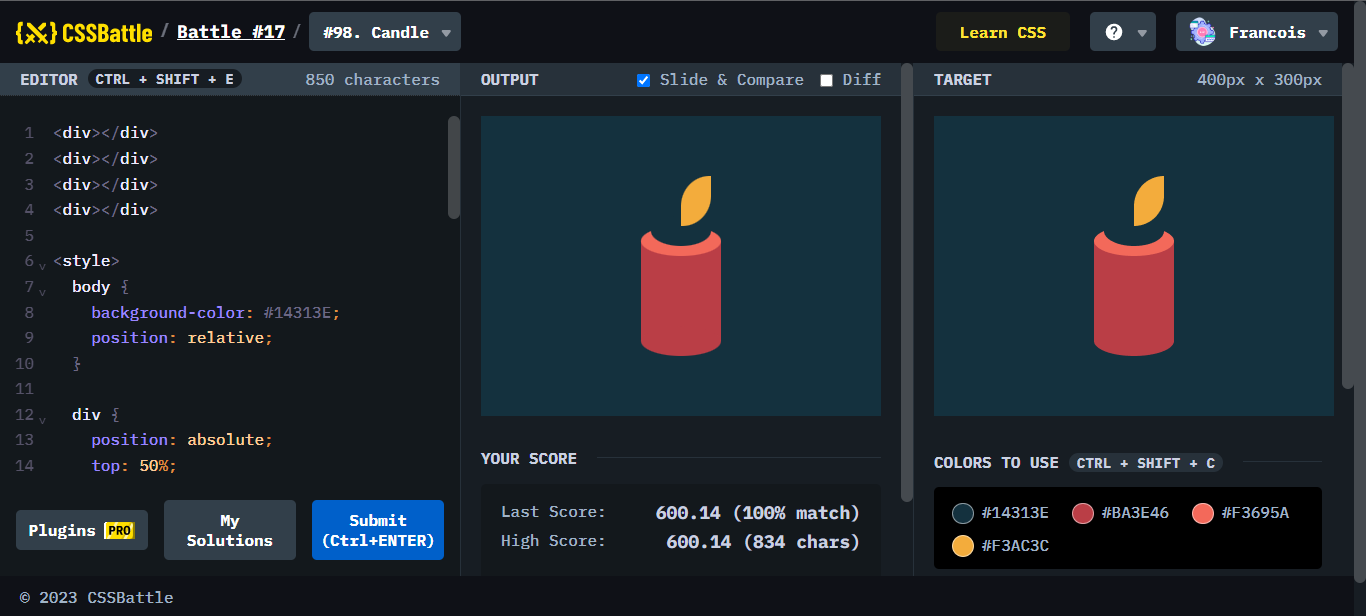 {X} CSSBattle / Battle #17 / #98. Candle
Learn CSS
?
Francois
EDITOR CTRL + SHIFT + E 850 characters
1 <div></div>
2 <div></div>
3 <div></div>
4 <div></div>
5
6 <style>
7 body {
8 background-color: #14313E;
9 position: relative;
10 }
11
12 div {
13 position: absolute;
14 top: 50%;
Plugins PRO
My
Solutions
Submit
(Ctrl+ENTER)
OUTPUT Slide & Compare Diff
YOUR SCORE
Last Score: 600.14 (100% match)
High Score: 600.14 (834 chars)
TARGET 400px x 300px
COLORS TO USE CTRL + SHIFT + C
#14313E #BA3E46 #F3695A
#F3AC3C
© 2023 CSSBattle